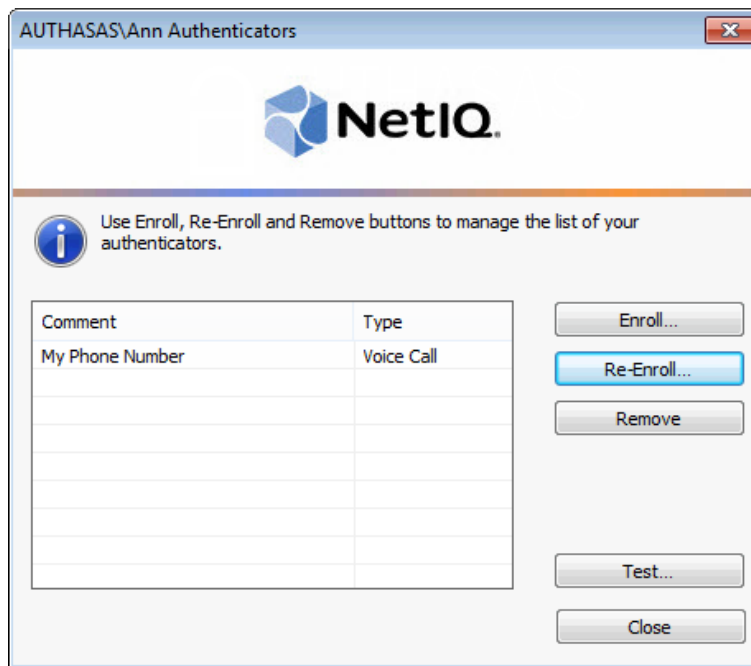 AUTHASAS\Ann Authenticators
NetIQ.
Use Enroll, Re-Enroll and Remove buttons to manage the list of your
authenticators.
Comment Type
My Phone Number Voice Call
Enroll...
Re-Enroll...
Remove
Test...
Close